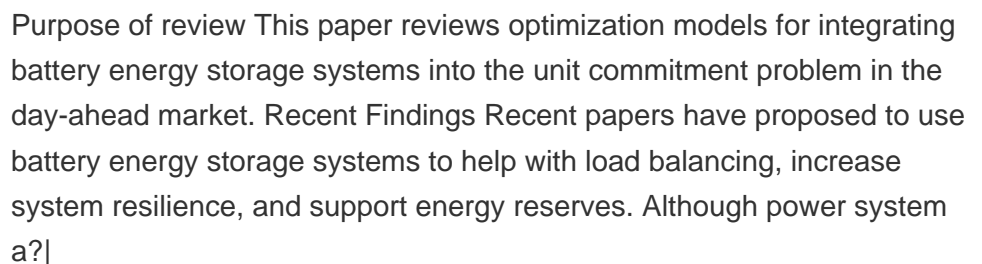 Purpose of review This paper reviews optimization models for integrating
battery energy storage systems into the unit commitment problem in the
day-ahead market. Recent Findings Recent papers have proposed to use
battery energy storage systems to help with load balancing, increase
system resilience, and support energy reserves. Although power system
a?|